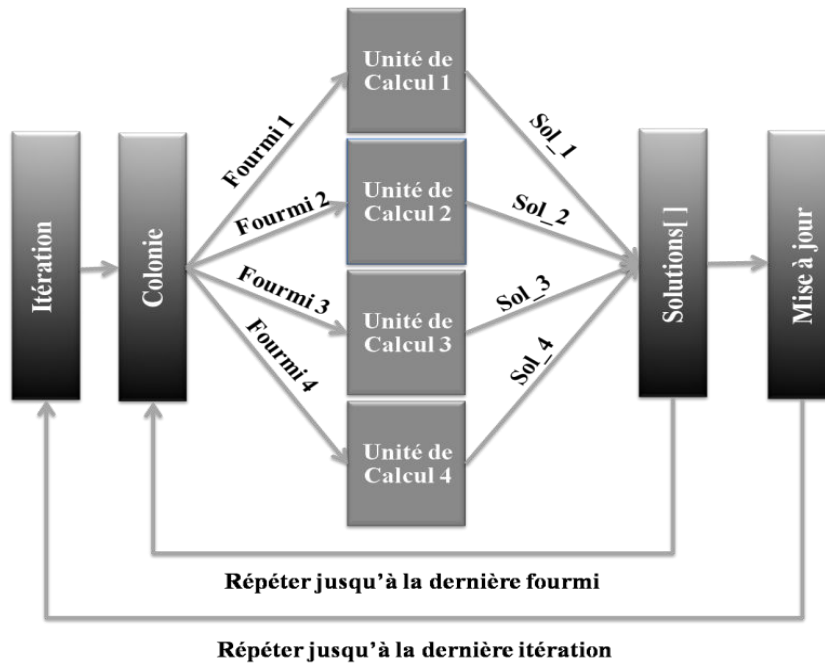 Itération
Colonie
Fourmi 1
Fourmi 2
Fourmi 3
Fourmi 4
Unité de
Calcul 1
Unité de
Calcul 2
Unité de
Calcul 3
Unité de
Calcul 4
Sol_1
Sol_2
Sol_3
Sol_4
Solutions[ ]
Mise à jour
Répéter jusqu'à la dernière fourmi
Répéter jusqu'à la dernière itération